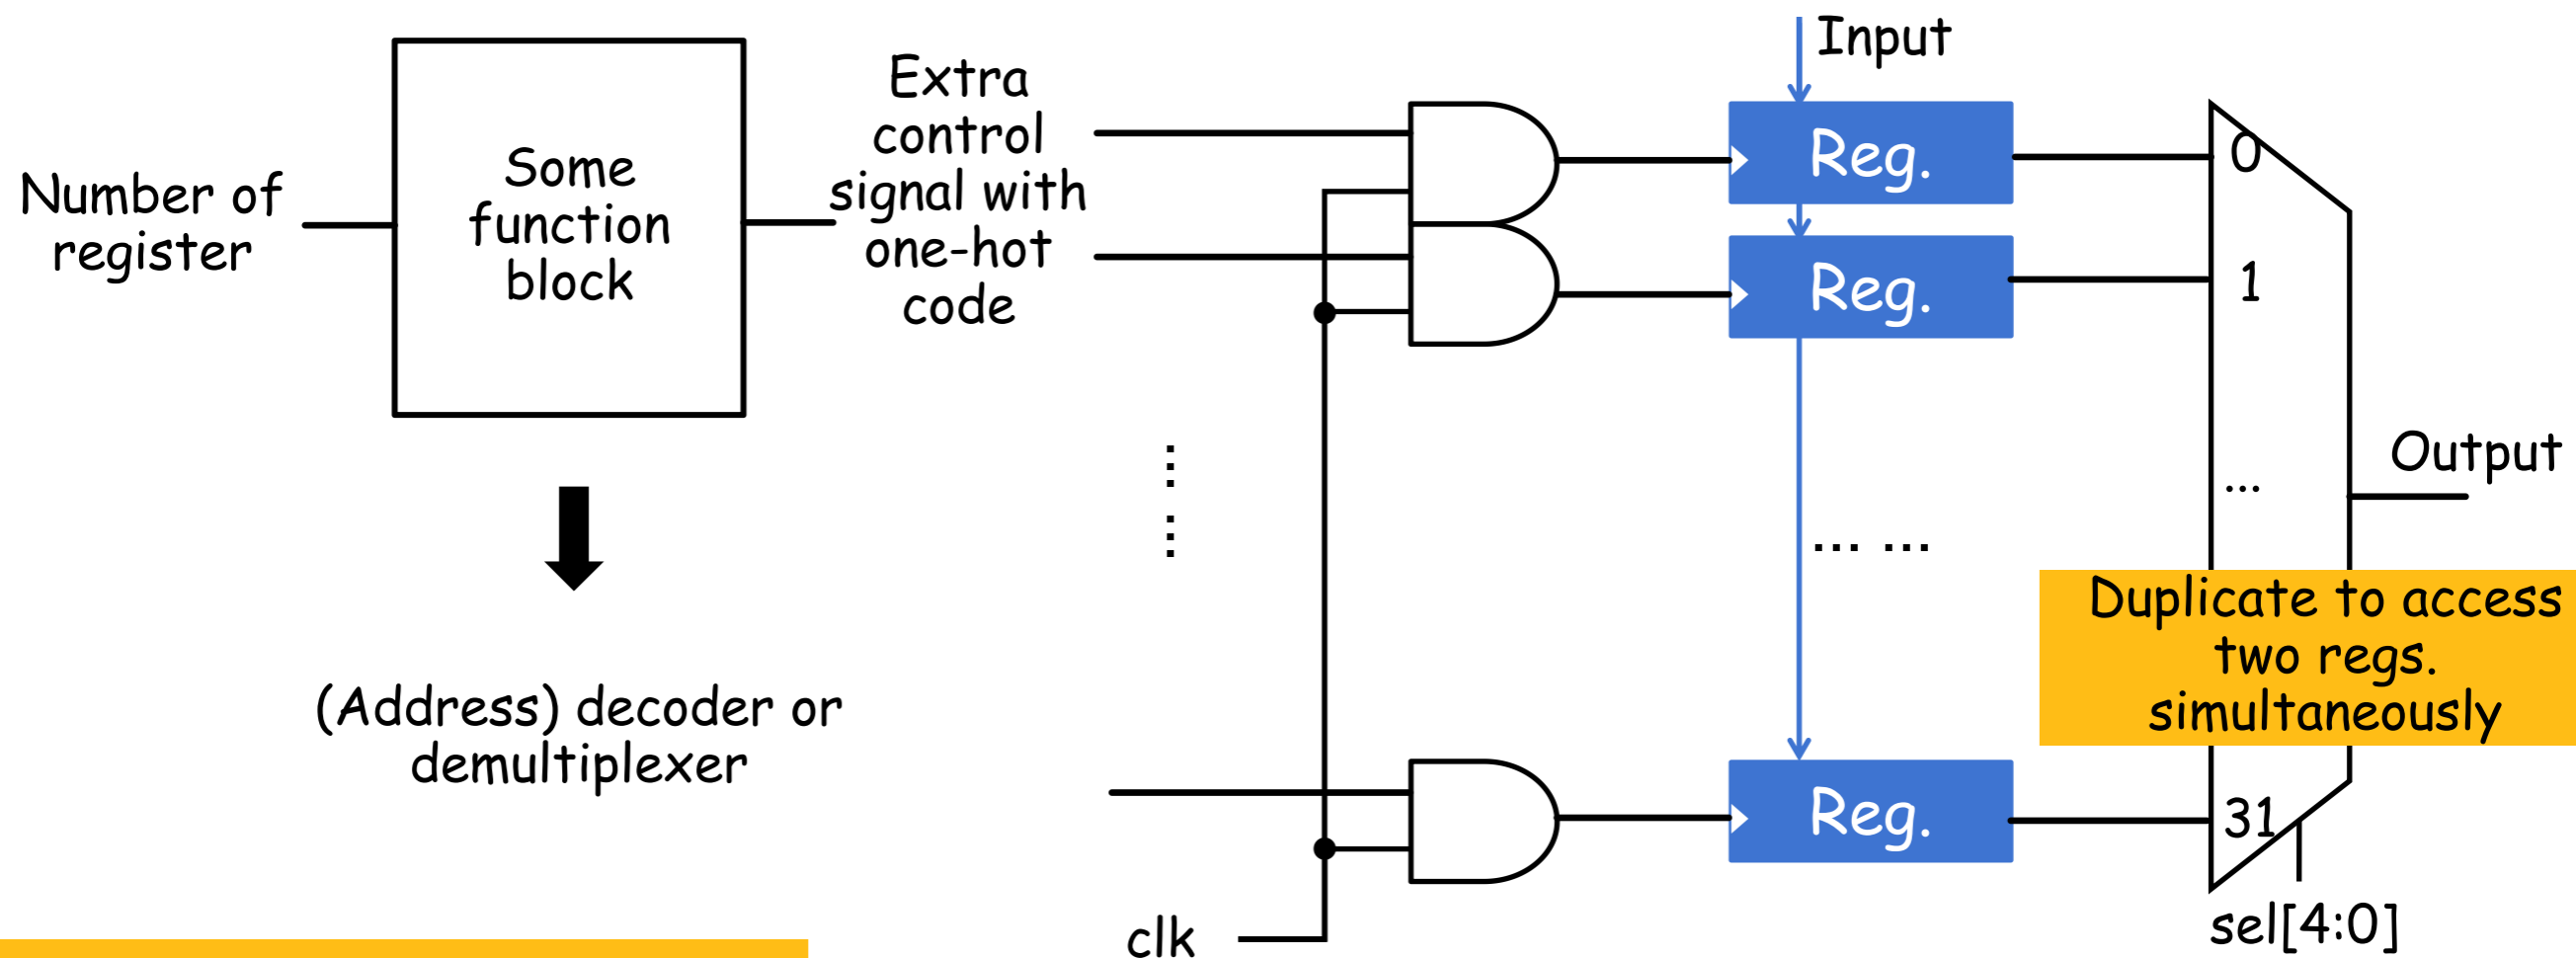 Number of
register
Some
function
block
(Address) decoder or
demultiplexer
Extra
control
signal with
one-hot
code
clk
Input
Reg.
Reg.
... ...
Reg.
0
1
...
31
Output
Duplicate to access
two regs.
simultaneously
sel[4:0]